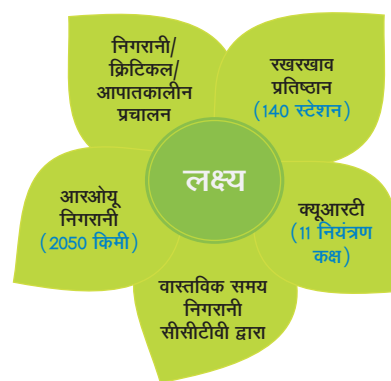 निगरानी/
क्रिटिकल/
आपातकालीन
प्रचालन
रखरखाव
प्रतिष्ठान
(140 स्टेशन)
लक्ष्य
आरओयू
निगरानी
(2050 किमी)
क्यूआरटी
(11 नियंत्रण
कक्ष)
वास्तविक समय
निगरानी
सीसीटीवी द्वारा